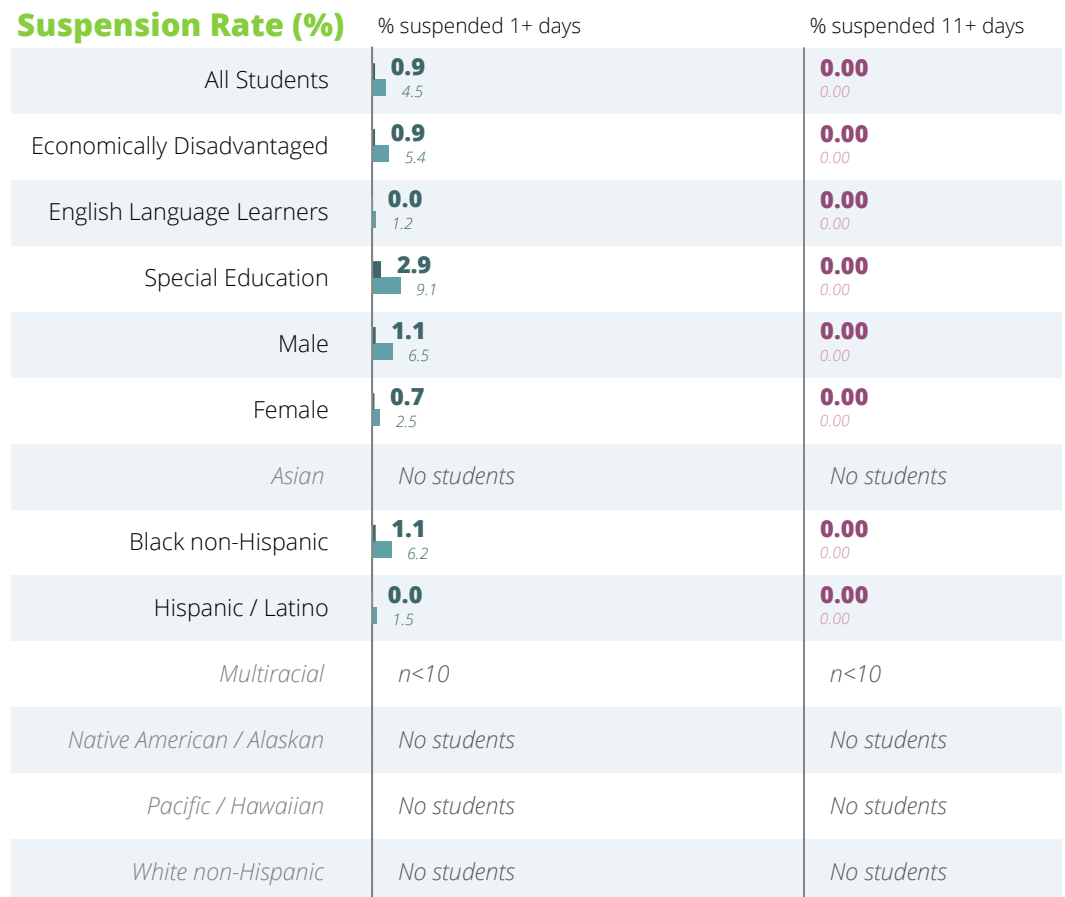 Suspension Rate (%) % suspended 1+ days % suspended 11+ days
All Students 0.9 0.00
4.5 0.00
Economically Disadvantaged 0.9 0.00
5.4 0.00
English Language Learners 0.0 0.00
1.2 0.00
Special Education 2.9 0.00
9.1 0.00
Male 1.1 0.00
6.5 0.00
Female 0.7 0.00
2.5 0.00
Asian No students No students
Black non-Hispanic 1.1 0.00
6.2 0.00
Hispanic / Latino 0.0 0.00
1.5 0.00
Multiracial n<10 n<10
Native American / Alaskan No students No students
Pacific / Hawaiian No students No students
White non-Hispanic No students No students